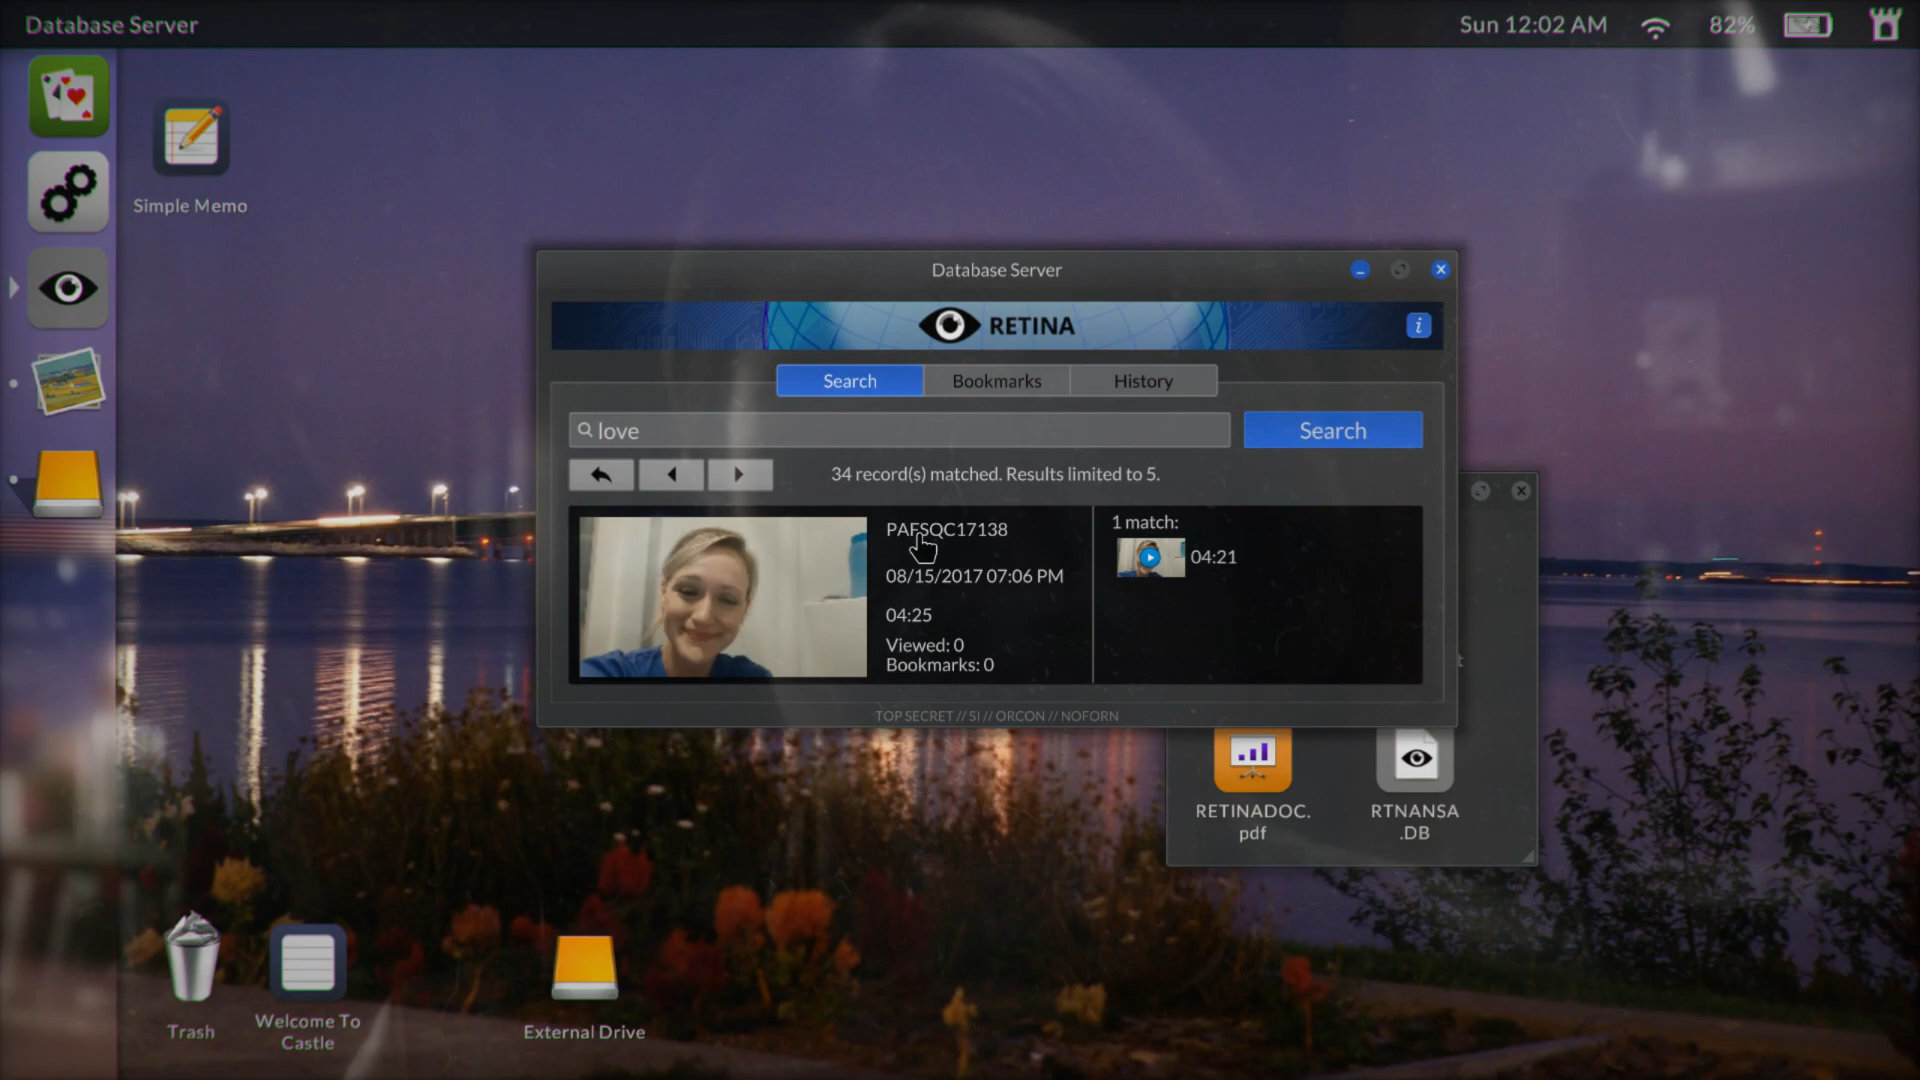 Database Server
Sun 12:02 AM
82%
Simple Memo
Database Server
RETINA
i
Search
Bookmarks
History
love
Search
34 record(s) matched. Results limited to 5.
PAFSQC17138
08/15/2017 07:06 PM
04:25
Viewed: 0
Bookmarks: 0
1 match:
04:21
TOP SECRET // SI // ORCON // NOFORN
RETINADOC.
pdf
RTNANSA
.DB
Trash
Welcome To
Castle
External Drive